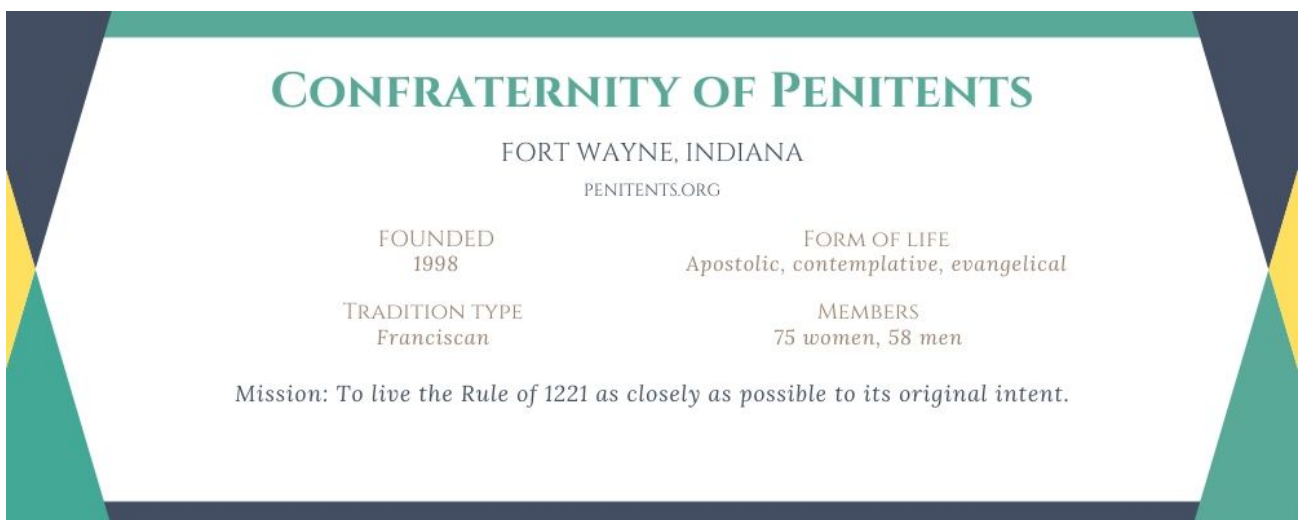 CONFRATERNITY OF PENITENTS
FORT WAYNE, INDIANA
PENITENTS.ORG
FOUNDED
1998
FORM OF LIFE
Apostolic, contemplative, evangelical
TRADITION TYPE
Franciscan
MEMBERS
75 women, 58 men
Mission: To live the Rule of 1221 as closely as possible to its original intent.